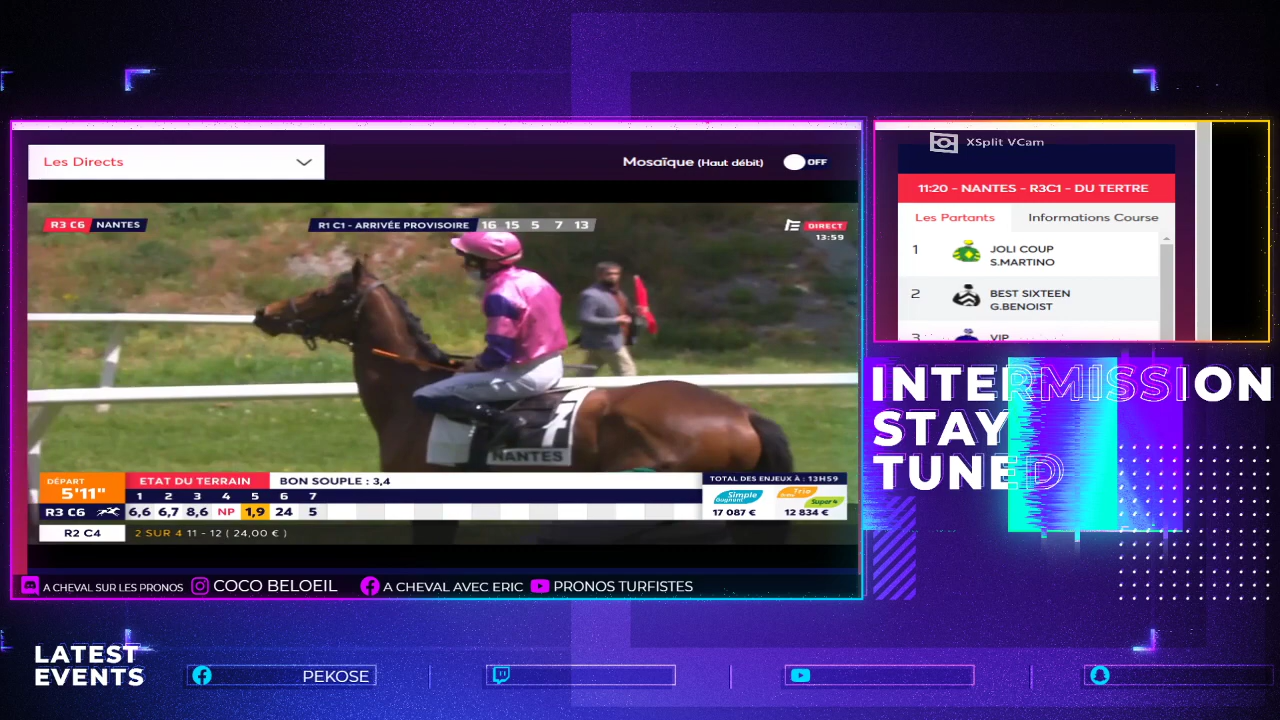 Les Directs
Mosaïque (Haut débit)
OFF
R3 C6 NANTES
R1 C1 - ARRIVÉE PROVISOIRE 16 15 5 7 13
DIRECT
13:59
7
NANTES
DÉPART
5'11"
ETAT DU TERRAIN
BON SOUPLE : 3,4
TOTAL DES ENJEUX À : 13H59
1 2 3 4 5 6 7
R3 C6
6,6 6,7 8,6 NP 1,9 24 5
Simple
Gagnant
17 087 €
Trio
Ordre
Super4
12 834 €
R2 C4
2 SUR 4 11 - 12 ( 24,00 € )
A CHEVAL SUR LES PRONOS
COCO BELOEIL
A CHEVAL AVEC ERIC
PRONOS TURFISTES
XSplit VCam
11:20 - NANTES - R3C1 - DU TERTRE
Les Partants
Informations Course
1 JOLI COUP
S.MARTINO
2 BEST SIXTEEN
G.BENOIST
3 VIP
INTERMISSION
STAY
TUNED
LATEST
EVENTS
PEKOSE